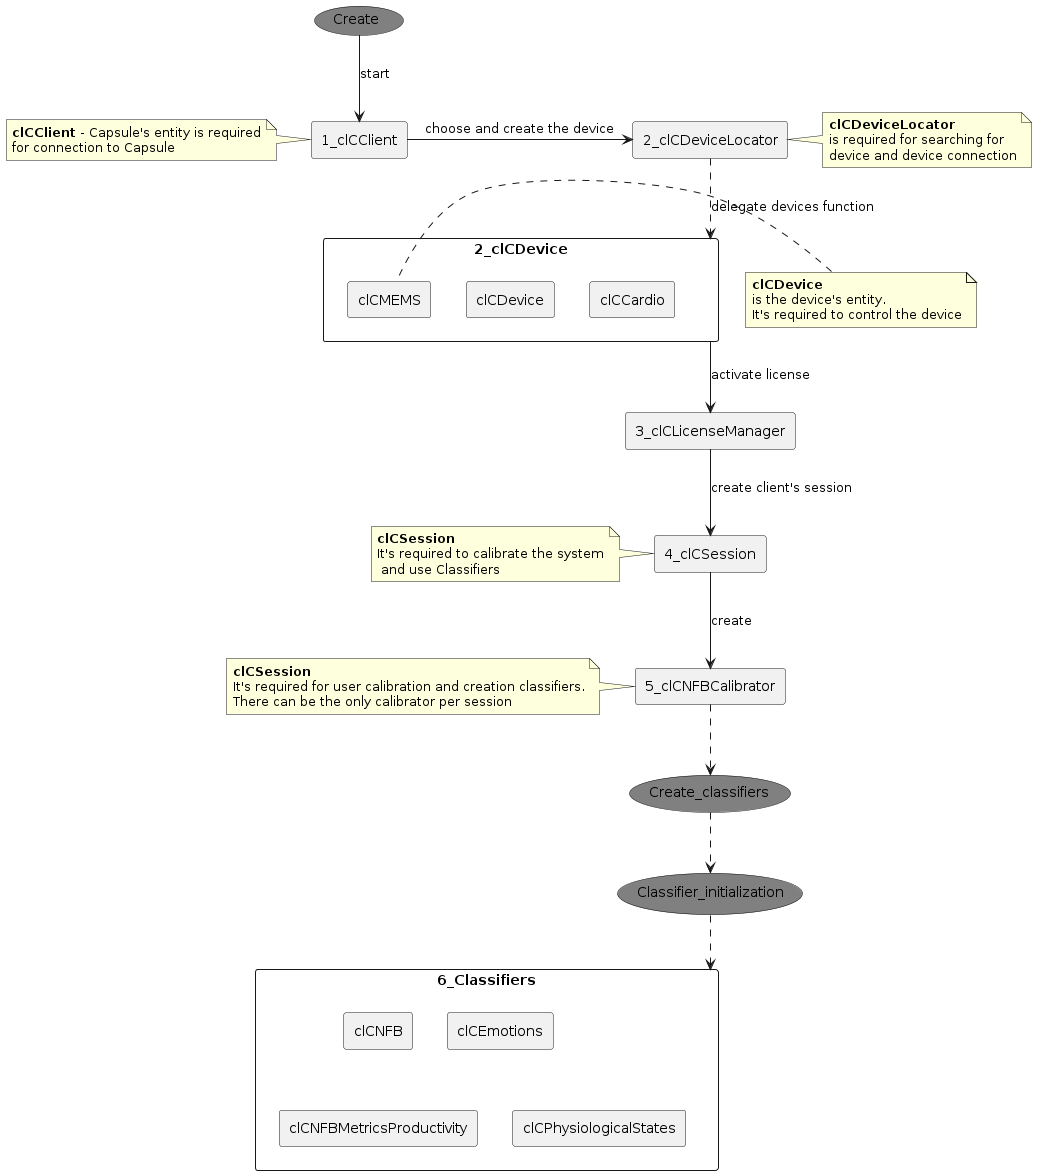 Create
start
clCClient - Capsule's entity is required
for connection to Capsule
1_clCClient
choose and create the device
2_clCDeviceLocator
clCDeviceLocator
is required for searching for
device and device connection
delegate devices function
2_clCDevice
clCMEMS
clCDevice
clCCardio
clCDevice
is the device's entity.
It's required to control the device
activate license
3_clCLicenseManager
create client's session
clCSession
It's required to calibrate the system
and use Classifiers
4_clCSession
create
clCSession
It's required for user calibration and creation classifiers.
There can be the only calibrator per session
5_clCNFBCalibrator
Create_classifiers
Classifier_initialization
6_Classifiers
clCNFB
clCEmotions
clCNFBMetricsProductivity
clCPhysiologicalStates